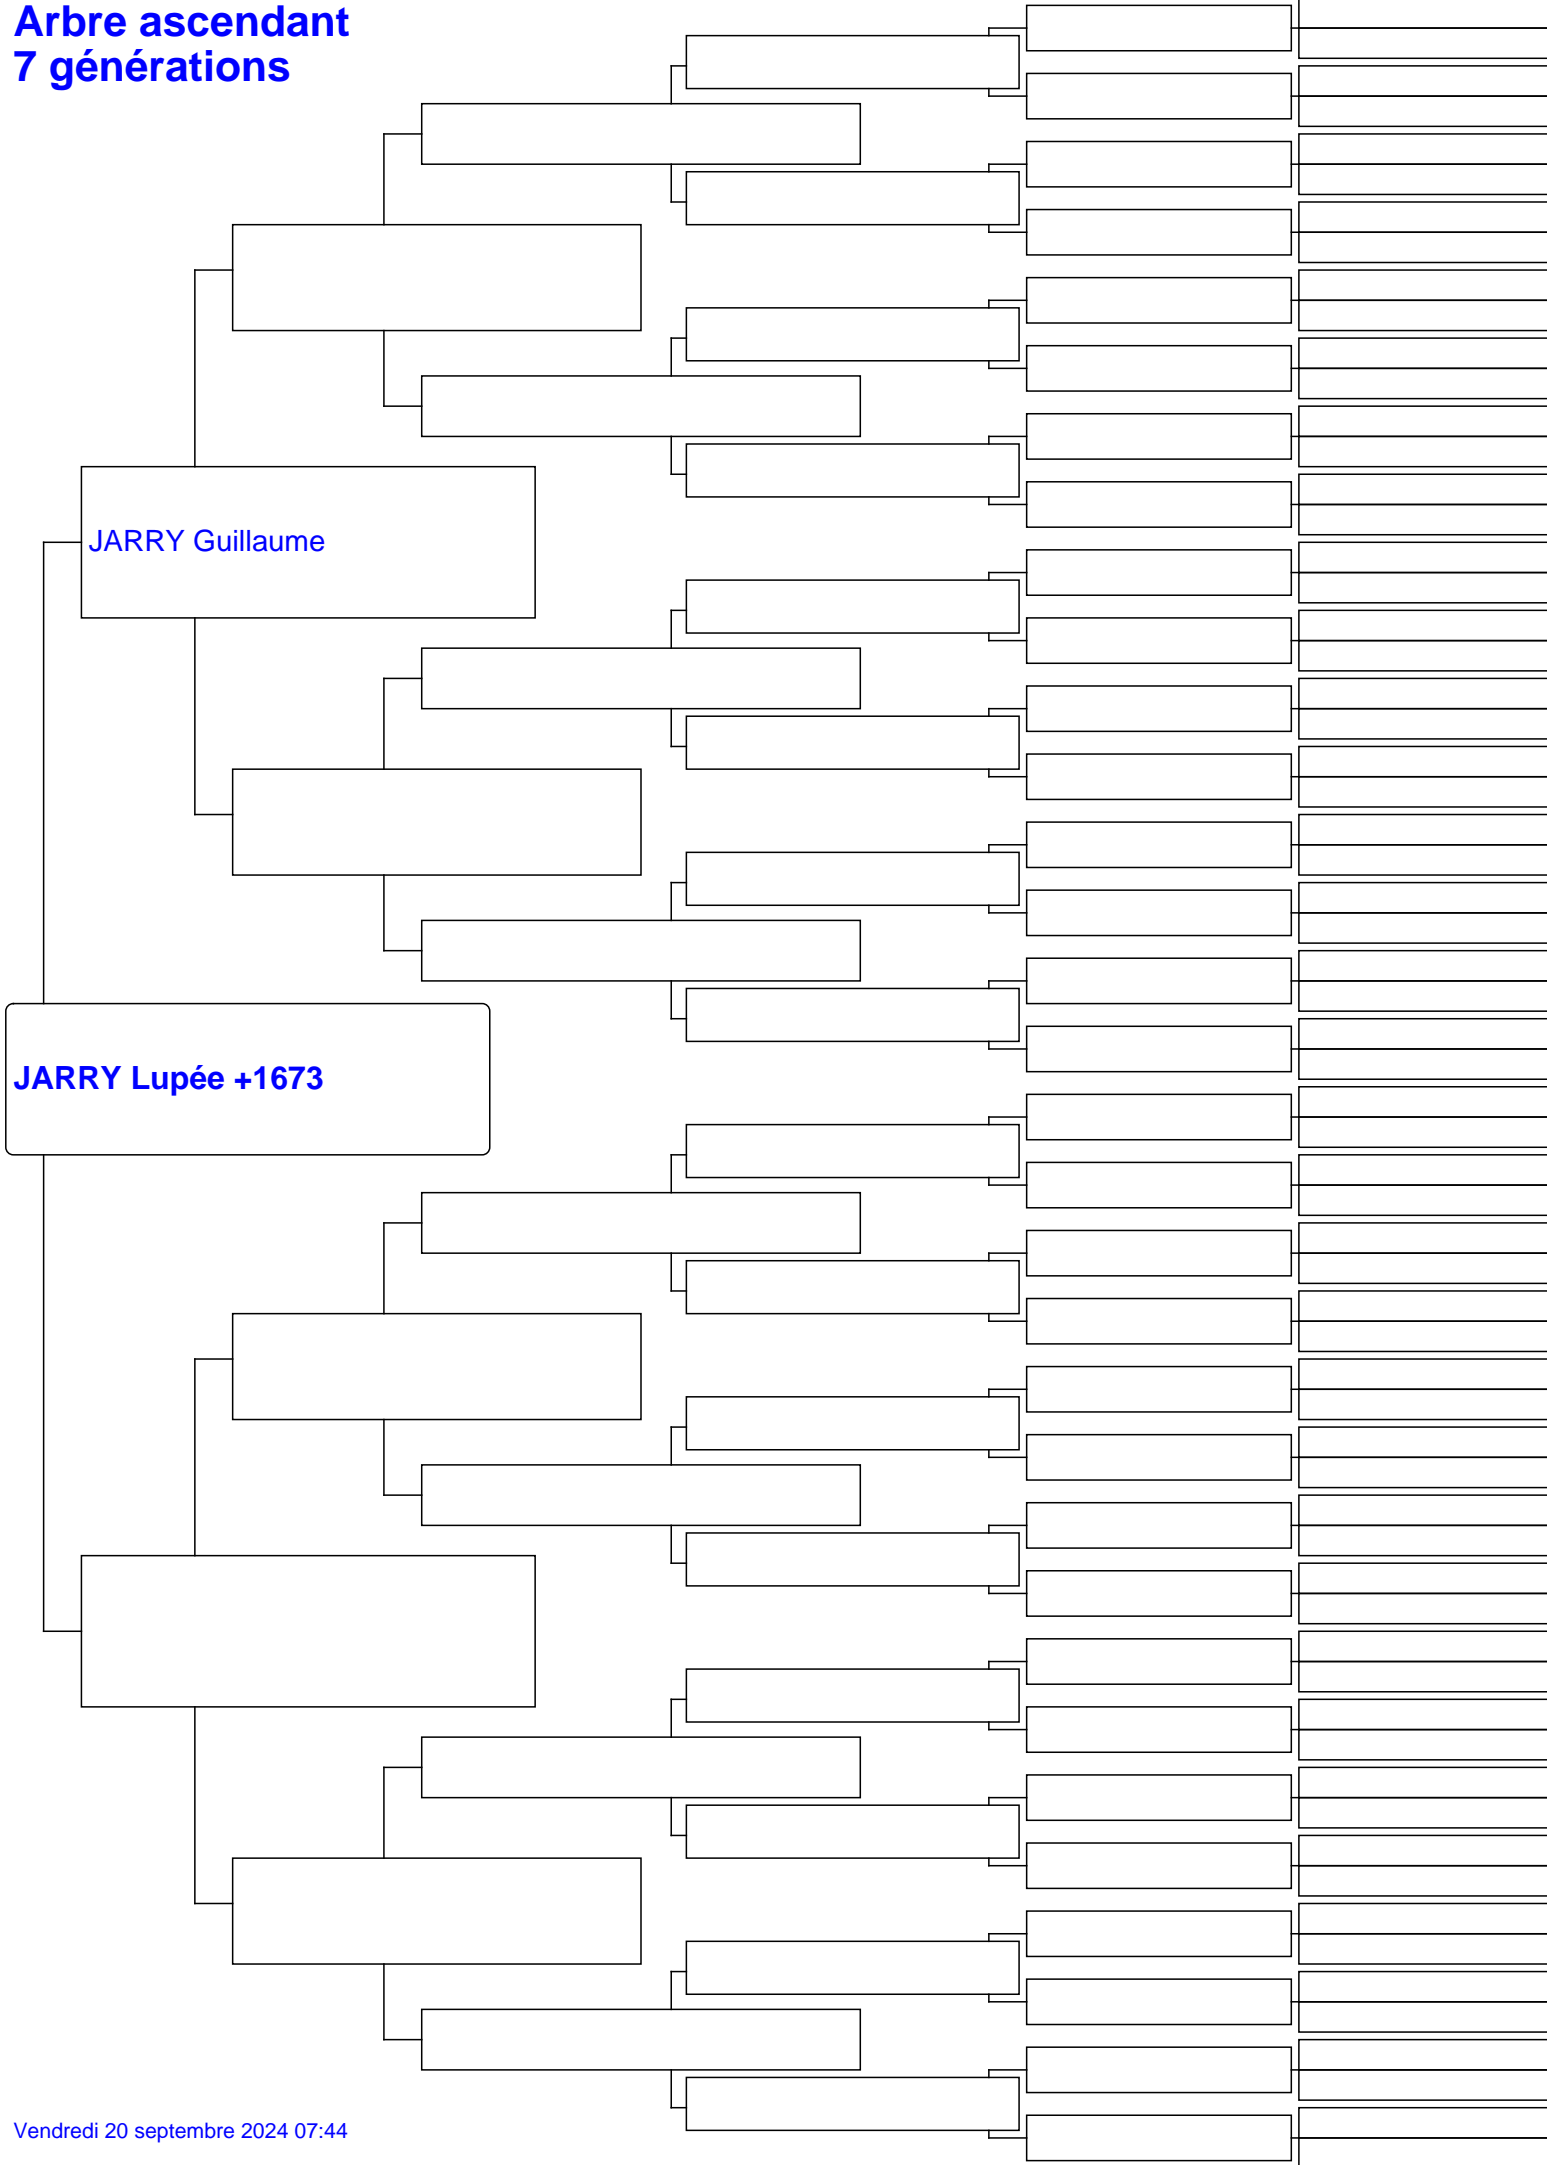 Arbre ascendant
7 générations
JARRY Guillaume
JARRY Lupée +1673
Vendredi 20 septembre 2024 07:44